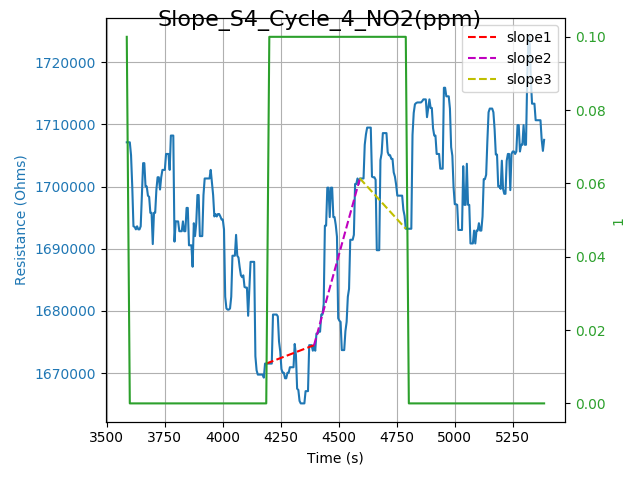 Slope_S4_Cycle_4_NO2(ppm)
slope1
slope2
slope3
Resistance (Ohms)
1720000
1710000
1700000
1690000
1680000
1670000
0.10
0.08
0.06
0.04
0.02
0.00
1
3500 3750 4000 4250 4500 4750 5000 5250
Time (s)